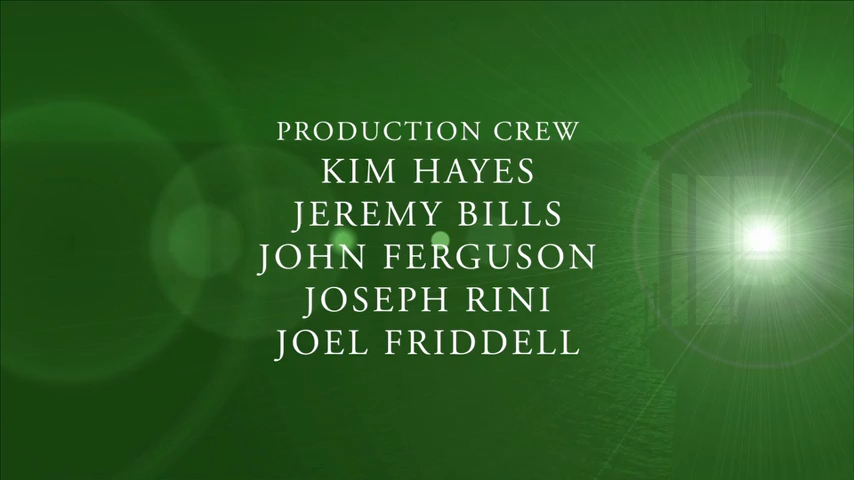 PRODUCTION CREW
KIM HAYES
JEREMY BILLS
JOHN FERGUSON
JOSEPH RINI
JOEL FRIDDELL